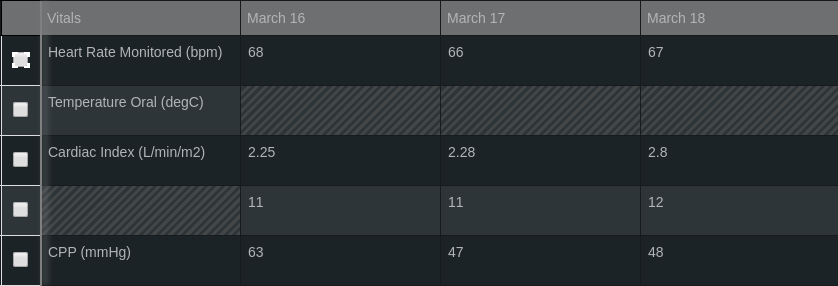 Vitals March 16 March 17 March 18
Heart Rate Monitored (bpm) 68 66 67
Temperature Oral (degC)
Cardiac Index (L/min/m2) 2.25 2.28 2.8
11 11 12
CPP (mmHg) 63 47 48